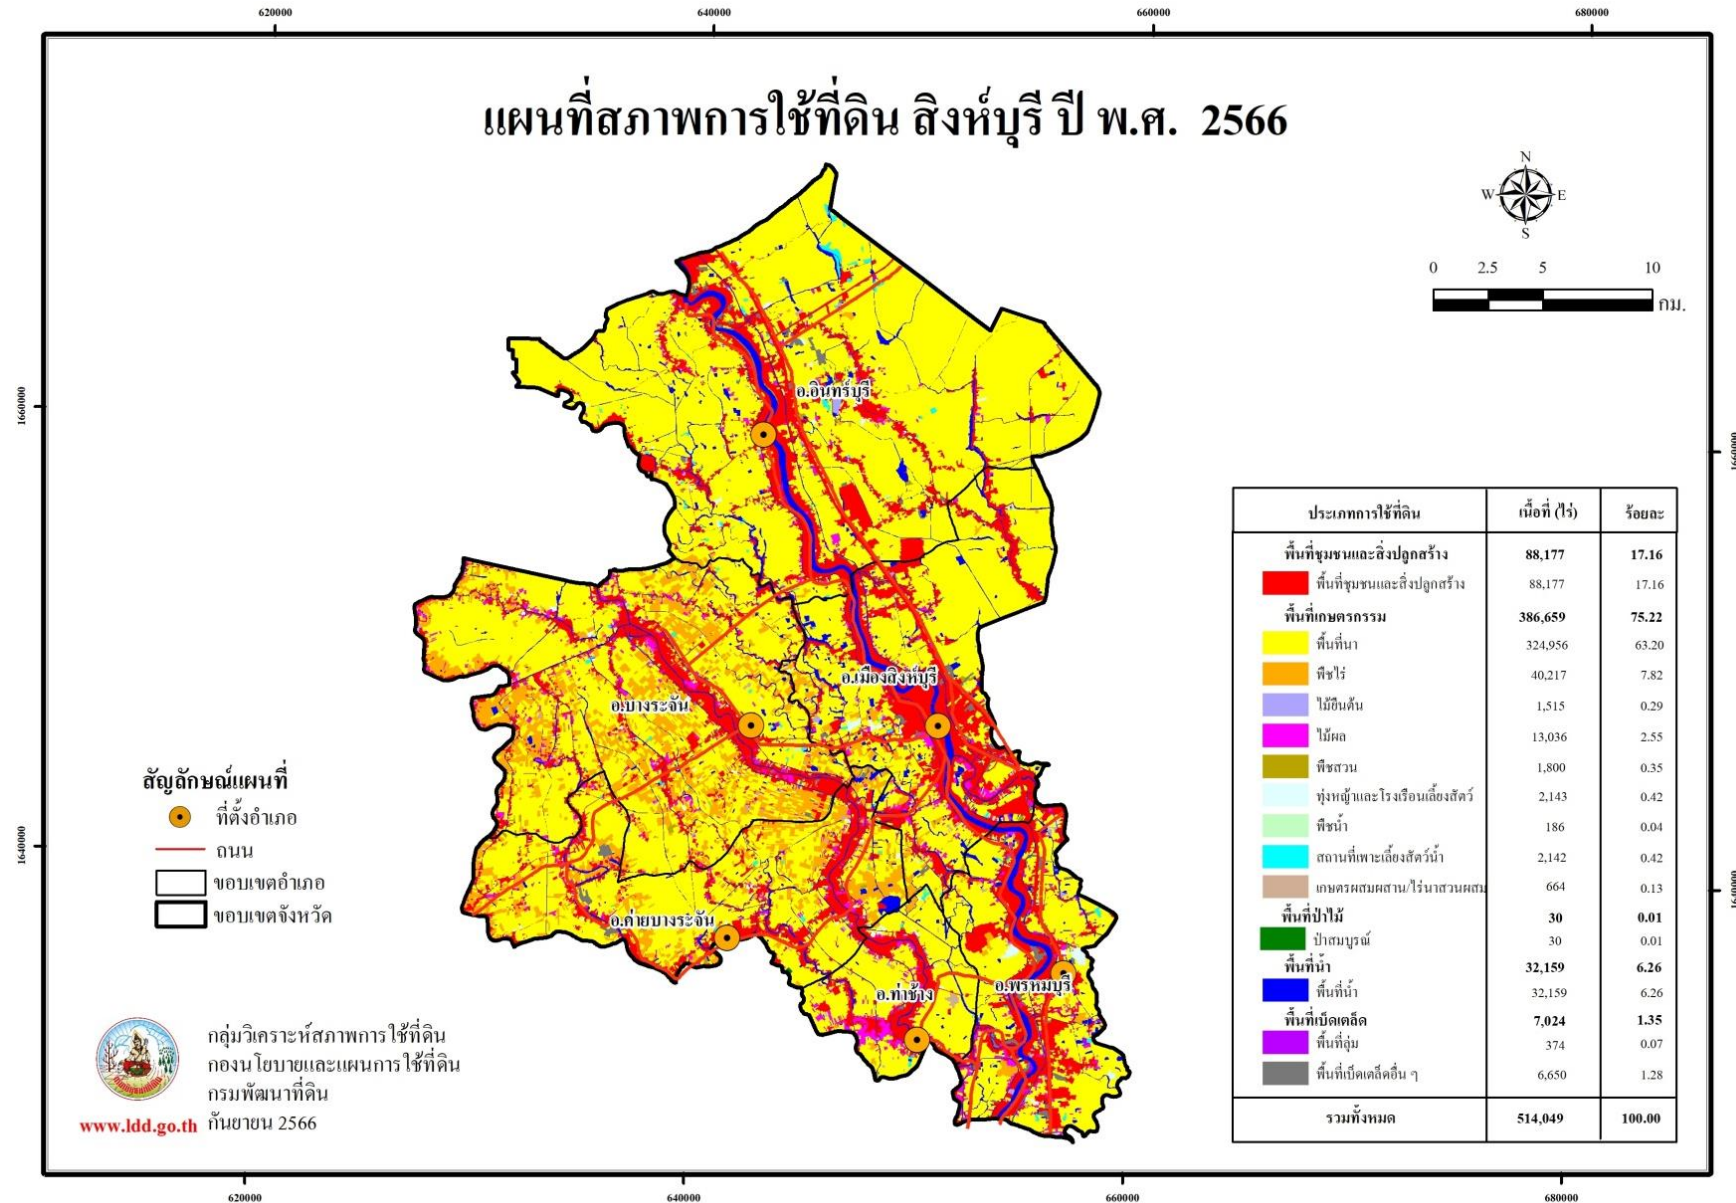 620000 640000 660000 680000
แผนที่สภาพการใช้ที่ดิน สิงห์บุรี ปี พ.ศ. 2566
N
W E
S
0 2.5 5 10
กม.
1660000
1660000
1640000
1640000
อ.อินทร์บุรี
อ.เมืองสิงห์บุรี
อ.บางระจัน
อ.ค่ายบางระจัน
อ.ท่าช้าง
อ.พรหมบุรี
ประเภทการใช้ที่ดิน เนื้อที่ (ไร่) ร้อยละ
พื้นที่ชุมชนและสิ่งปลูกสร้าง 88,177 17.16
พื้นที่ชุมชนและสิ่งปลูกสร้าง 88,177 17.16
พื้นที่เกษตรกรรม 386,659 75.22
พื้นที่นา 324,956 63.20
พืชไร่ 40,217 7.82
ไม้ยืนต้น 1,515 0.29
ไม้ผล 13,036 2.55
พืชสวน 1,800 0.35
ทุ่งหญ้าและโรงเรือนเลี้ยงสัตว์ 2,143 0.42
พืชน้ำ 186 0.04
สถานที่เพาะเลี้ยงสัตว์น้ำ 2,142 0.42
เกษตรผสมผสาน/ไร่นาสวนผสม 664 0.13
พื้นที่ป่าไม้ 30 0.01
ป่าสมบูรณ์ 30 0.01
พื้นที่น้ำ 32,159 6.26
พื้นที่น้ำ 32,159 6.26
พื้นที่เบ็ดเตล็ด 7,024 1.35
พื้นที่ลุ่ม 374 0.07
พื้นที่เบ็ดเตล็ดอื่น ๆ 6,650 1.28
รวมทั้งหมด 514,049 100.00
สัญลักษณ์แผนที่
ที่ตั้งอำเภอ
ถนน
ขอบเขตอำเภอ
ขอบเขตจังหวัด
กลุ่มวิเคราะห์สภาพการใช้ที่ดิน
กองนโยบายและแผนการใช้ที่ดิน
กรมพัฒนาที่ดิน
www.ldd.go.th กันยายน 2566
620000 640000 660000 680000